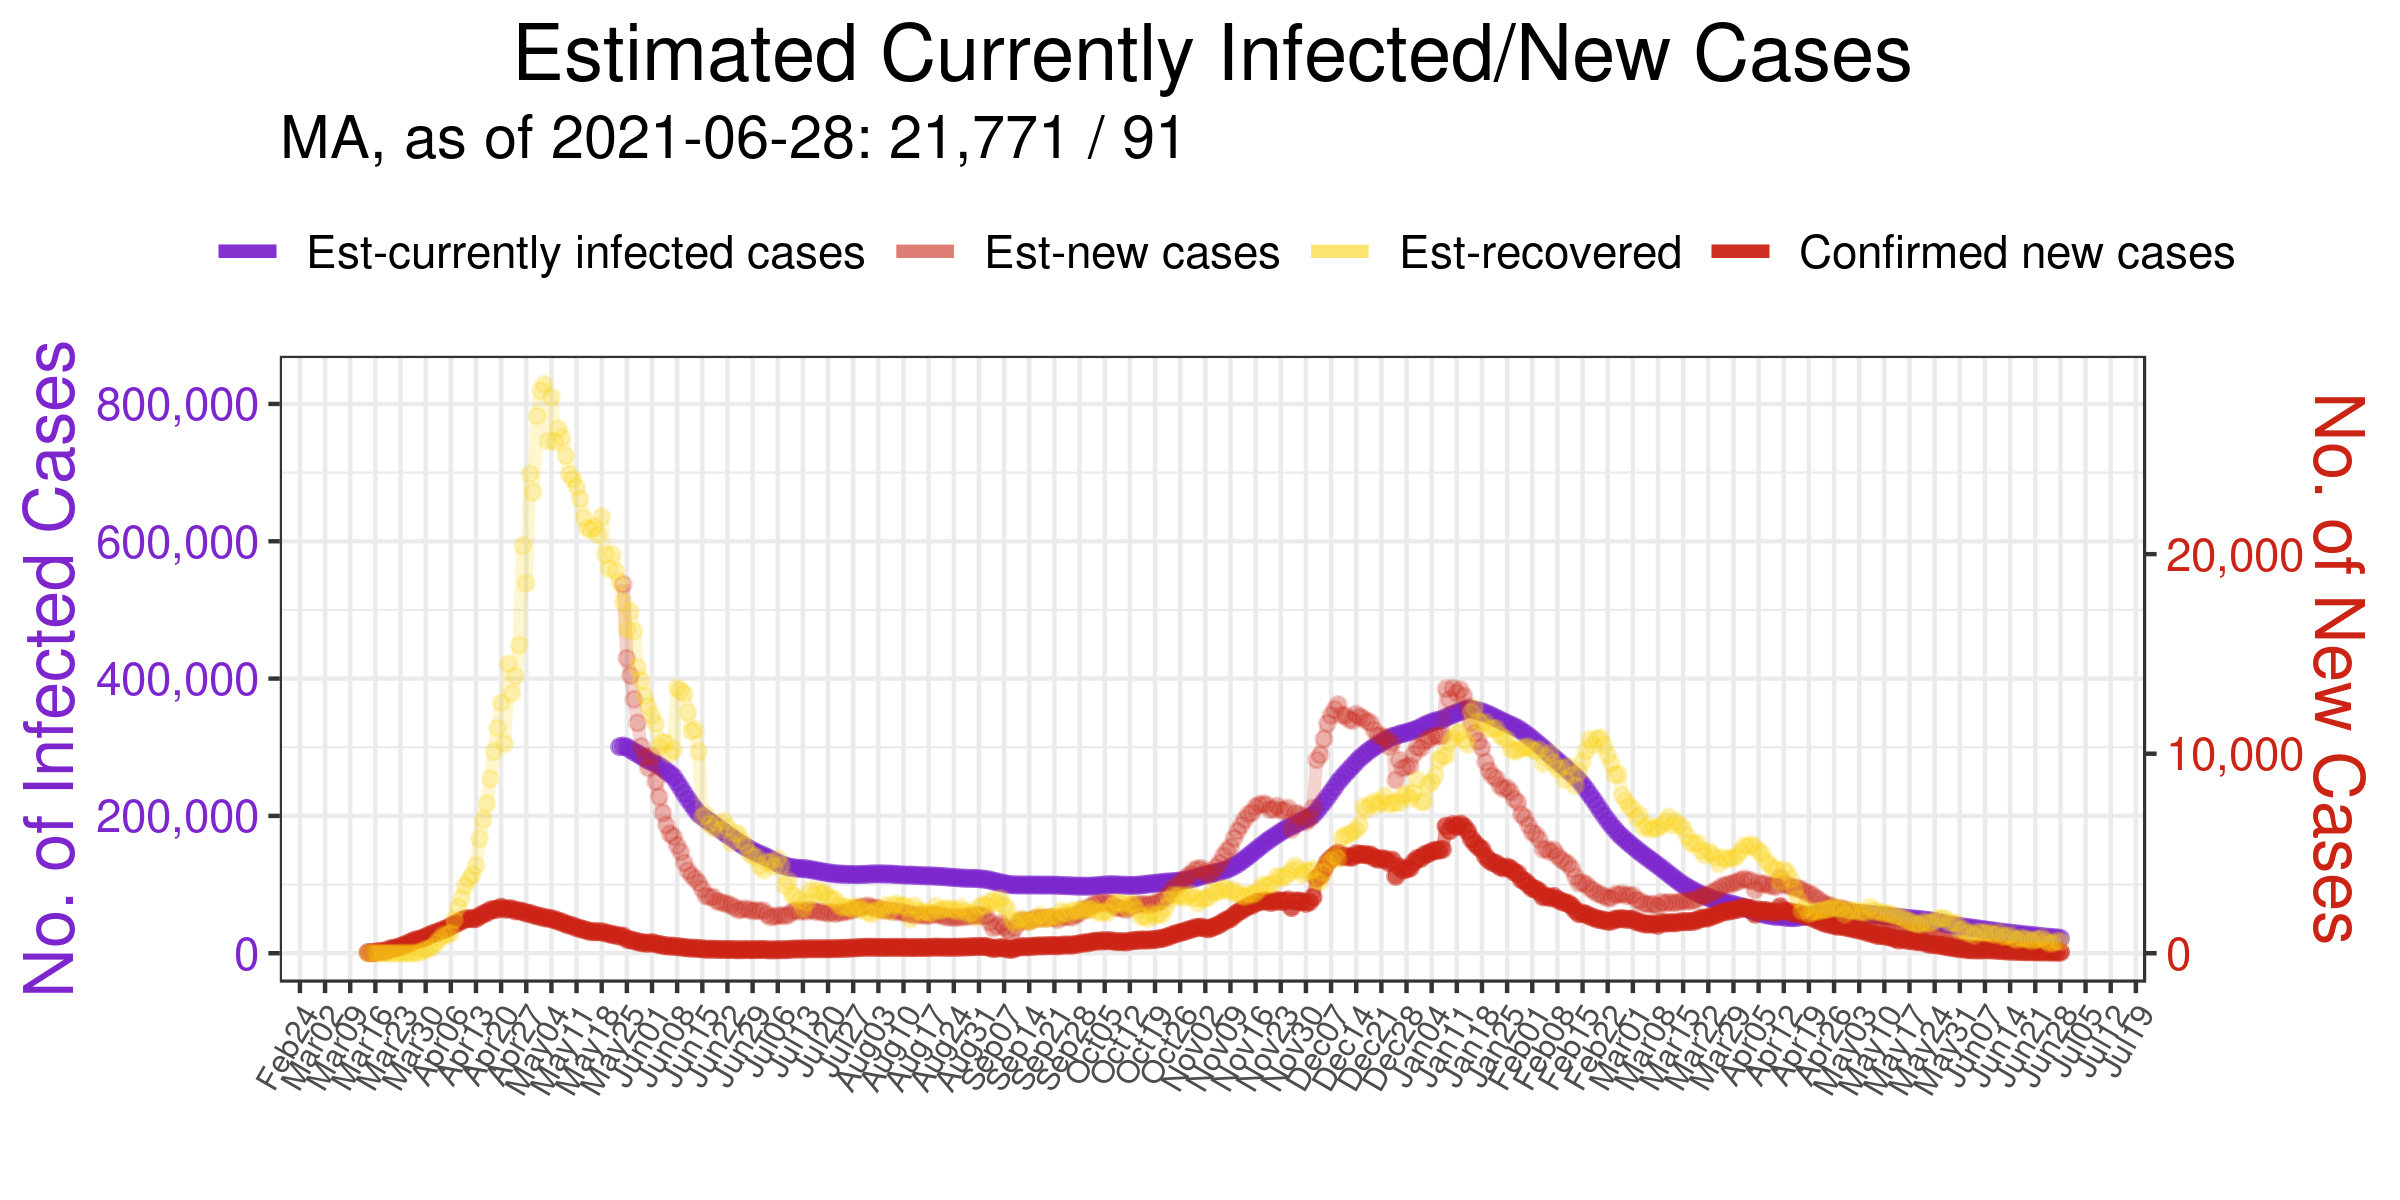 Estimated Currently Infected/New Cases
MA, as of 2021-06-28: 21,771 / 91
Est-currently infected cases
Est-new cases
Est-recovered
Confirmed new cases
No. of Infected Cases
800,000
600,000
400,000
200,000
0
No. of New Cases
20,000
10,000
0
Feb24
Mar02
Mar09
Mar16
Mar23
Mar30
Apr06
Apr13
Apr20
Apr27
May04
May11
May18
May25
Jun01
Jun08
Jun15
Jun22
Jun29
Jul06
Jul13
Jul20
Jul27
Aug03
Aug10
Aug17
Aug24
Aug31
Sep07
Sep14
Sep21
Sep28
Oct05
Oct12
Oct19
Oct26
Nov02
Nov09
Nov16
Nov23
Nov30
Dec07
Dec14
Dec21
Dec28
Jan04
Jan11
Jan18
Jan25
Feb01
Feb08
Feb15
Feb22
Mar01
Mar08
Mar15
Mar22
Mar29
Apr05
Apr12
Apr19
Apr26
May03
May10
May17
May24
May31
Jun07
Jun14
Jun21
Jun28
Jul05
Jul12
Jul19